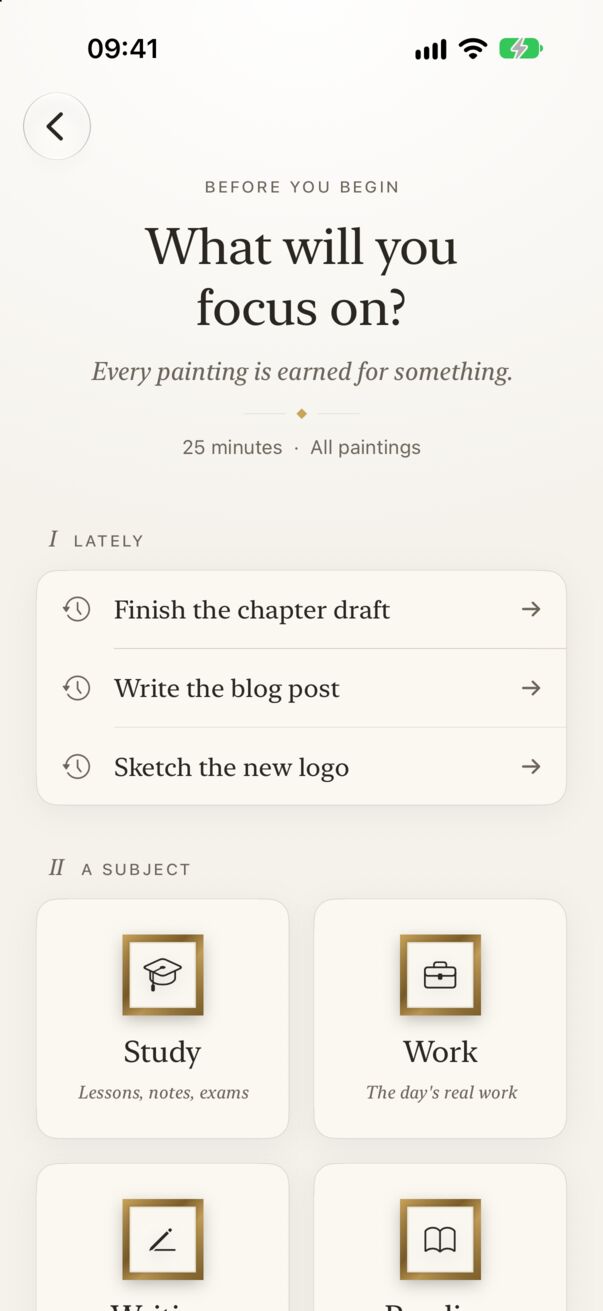 09:41
BEFORE YOU BEGIN
What will you
focus on?
Every painting is earned for something.
25 minutes · All paintings
I LATELY
Finish the chapter draft
Write the blog post
Sketch the new logo
II A SUBJECT
Study
Lessons, notes, exams
Work
The day's real work